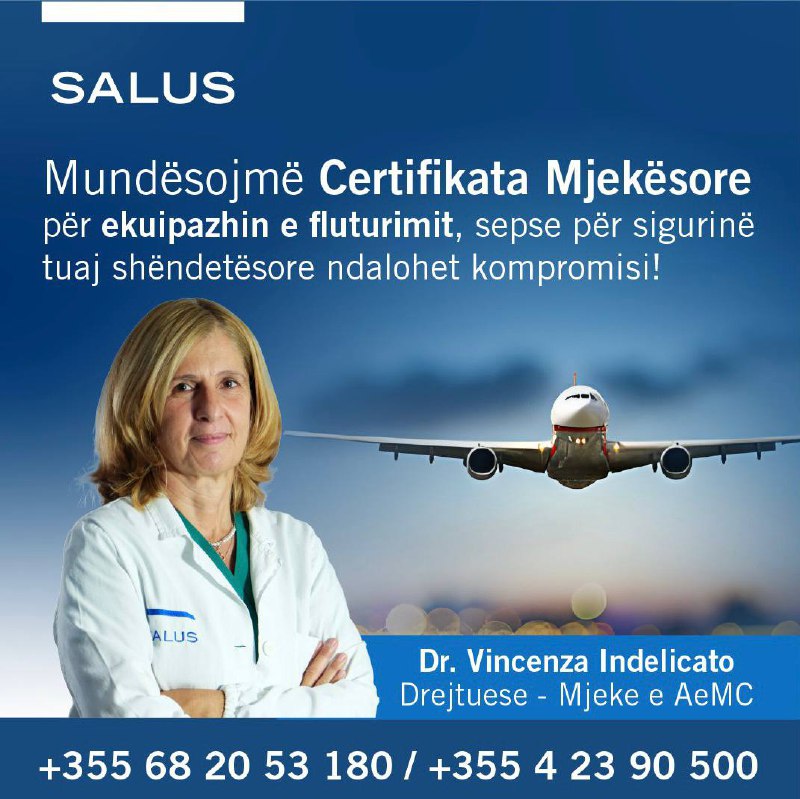 SALUS
Mundësojmë Certifikata Mjekësore
për ekuipazhin e fluturimit, sepse për sigurinë
tuaj shëndetësore ndalohet kompromisi!
ALUS
Dr. Vincenza Indelicato
Drejtuese - Mjeke e AeMC
+355 68 20 53 180 / +355 4 23 90 500